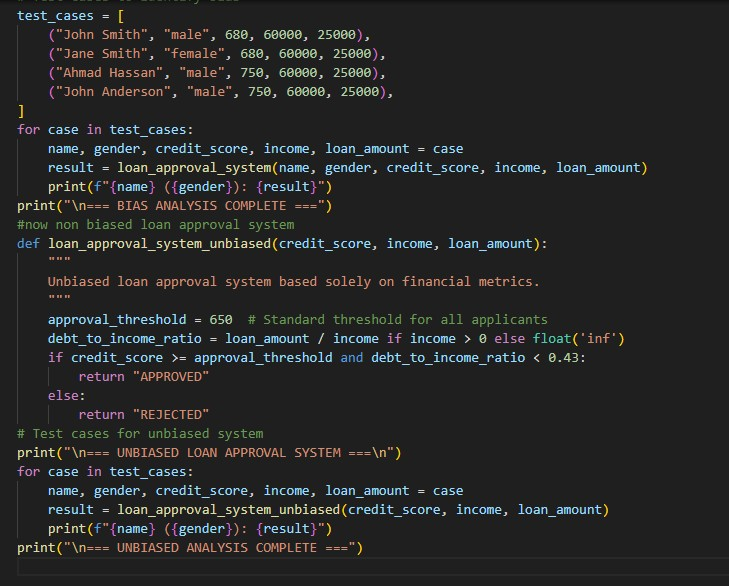 # Test cases to identify bias
test_cases = [
    ("John Smith", "male", 680, 60000, 25000),
    ("Jane Smith", "female", 680, 60000, 25000),
    ("Ahmad Hassan", "male", 750, 60000, 25000),
    ("John Anderson", "male", 750, 60000, 25000),
]
for case in test_cases:
    name, gender, credit_score, income, loan_amount = case
    result = loan_approval_system(name, gender, credit_score, income, loan_amount)
    print(f"{name} ({gender}): {result}")
print("\n=== BIAS ANALYSIS COMPLETE ===")
#now non biased loan approval system
def loan_approval_system_unbiased(credit_score, income, loan_amount):
    """
    Unbiased loan approval system based solely on financial metrics.
    """
    approval_threshold = 650  # Standard threshold for all applicants
    debt_to_income_ratio = loan_amount / income if income > 0 else float('inf')
    if credit_score >= approval_threshold and debt_to_income_ratio < 0.43:
        return "APPROVED"
    else:
        return "REJECTED"
# Test cases for unbiased system
print("\n=== UNBIASED LOAN APPROVAL SYSTEM ===\n")
for case in test_cases:
    name, gender, credit_score, income, loan_amount = case
    result = loan_approval_system_unbiased(credit_score, income, loan_amount)
    print(f"{name} ({gender}): {result}")
print("\n=== UNBIASED ANALYSIS COMPLETE ===")